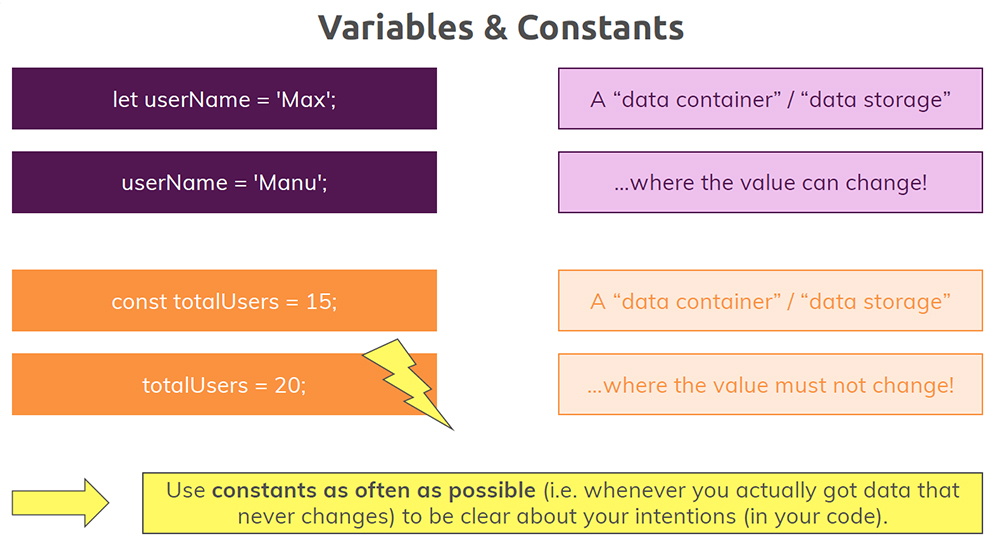 Variables & Constants
let userName = 'Max';
A “data container” / “data storage”
userName = 'Manu';
…where the value can change!
const totalUsers = 15;
A “data container” / “data storage”
totalUsers = 20;
…where the value must not change!
Use constants as often as possible (i.e. whenever you actually got data that
never changes) to be clear about your intentions (in your code).